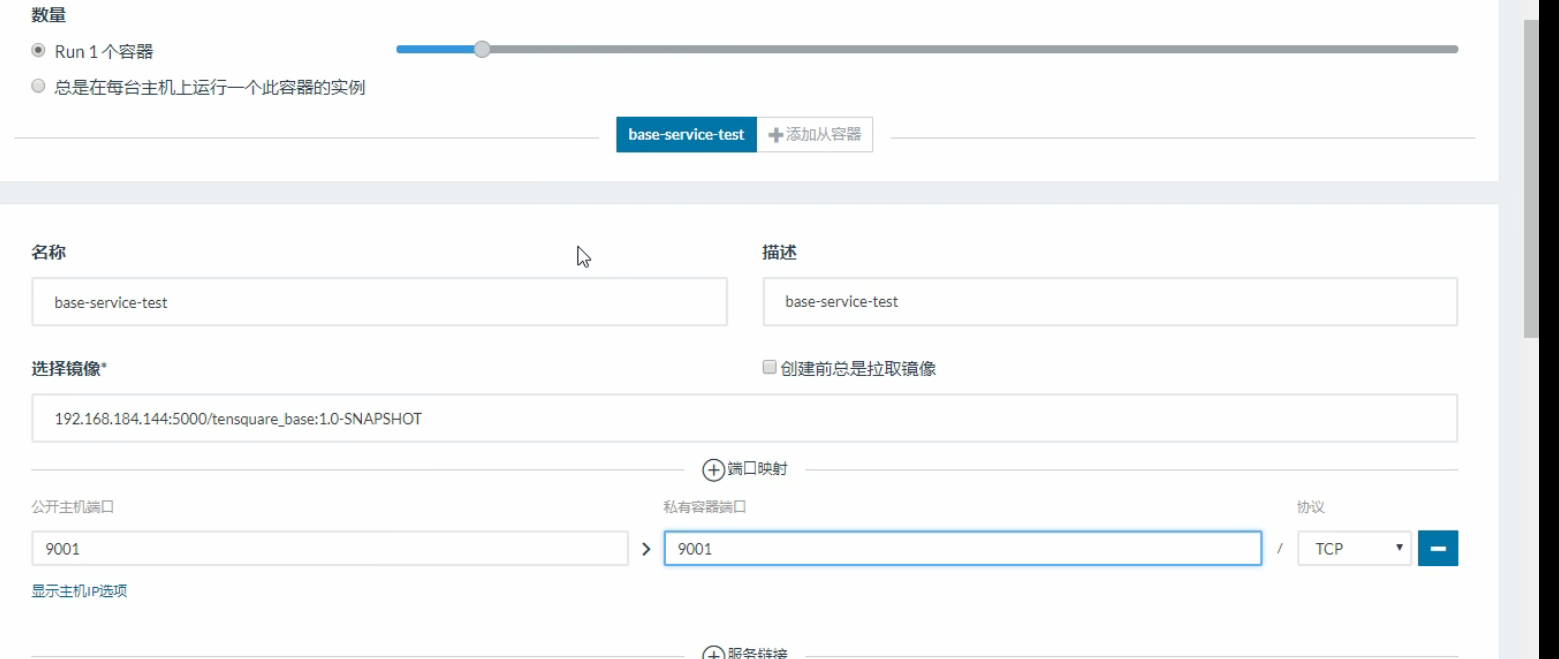 数量
Run 1 个容器
总是在每台主机上运行一个此容器的实例
base-service-test 添加从容器
名称 描述
base-service-test base-service-test
选择镜像* 创建前总是拉取镜像
192.168.184.144:5000/tensquare_base:1.0-SNAPSHOT
端口映射
公开主机端口 私有容器端口 协议
9001 9001 / TCP
显示主机IP选项
服务链接